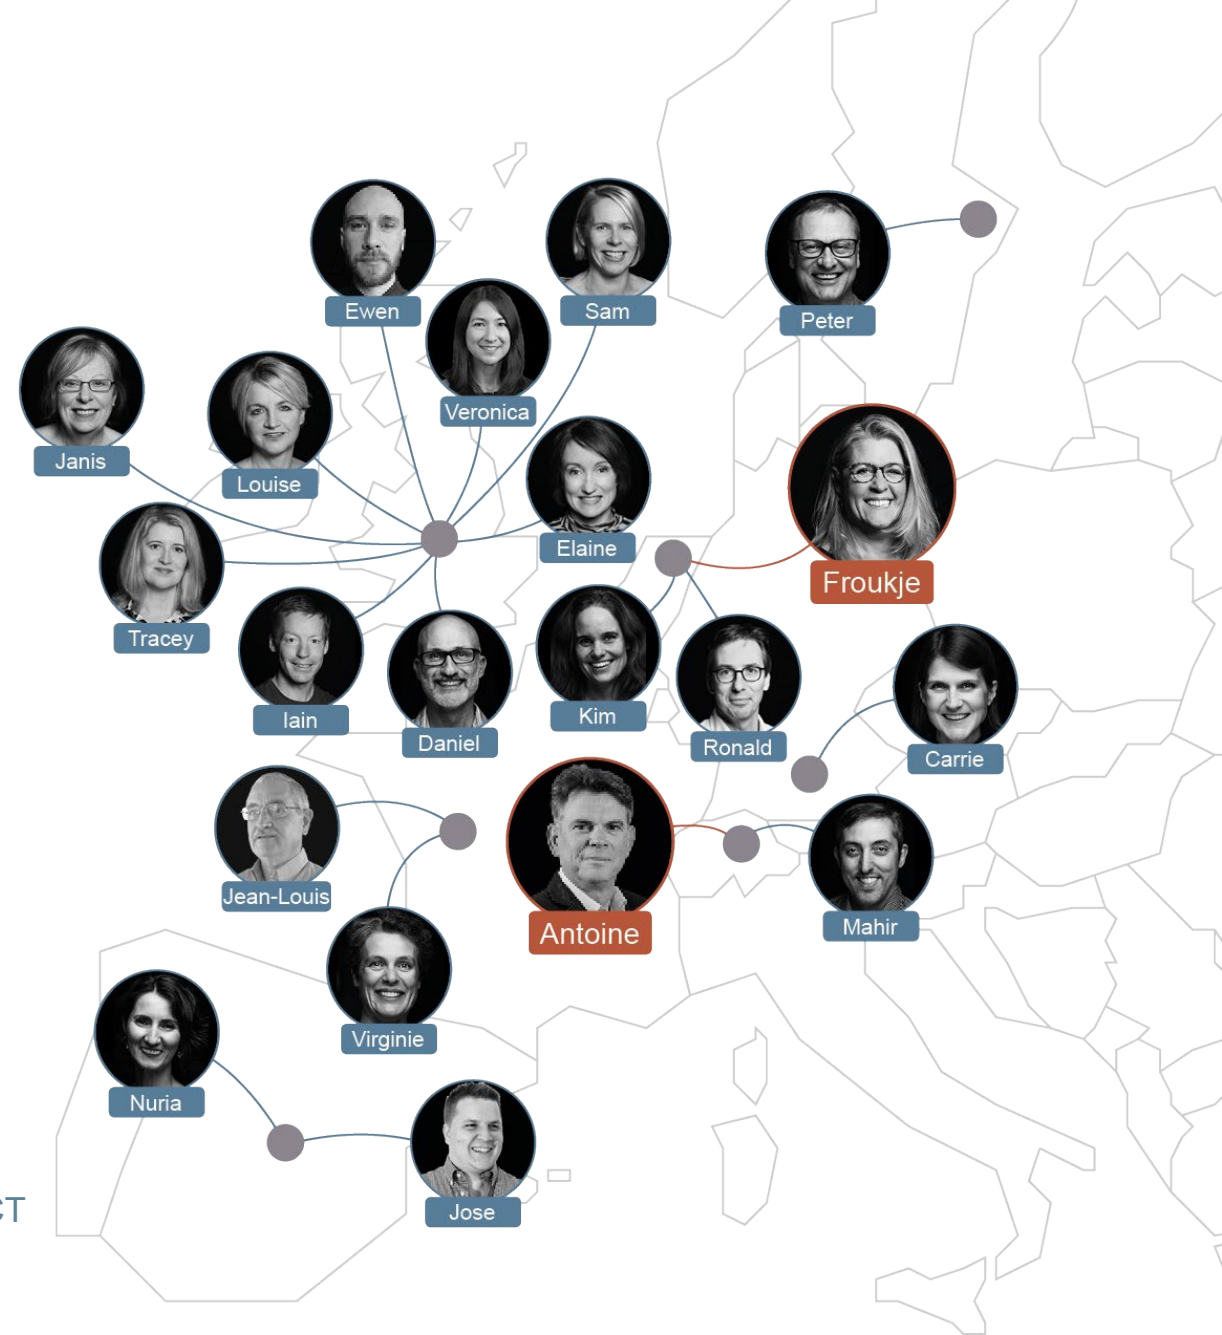 Ewen
Sam
Peter
Veronica
Janis
Louise
Elaine
Froukje
Tracey
Kim
Iain
Daniel
Ronald
Carrie
Jean-Louis
Antoine
Mahir
Virginie
Nuria
CT
Jose